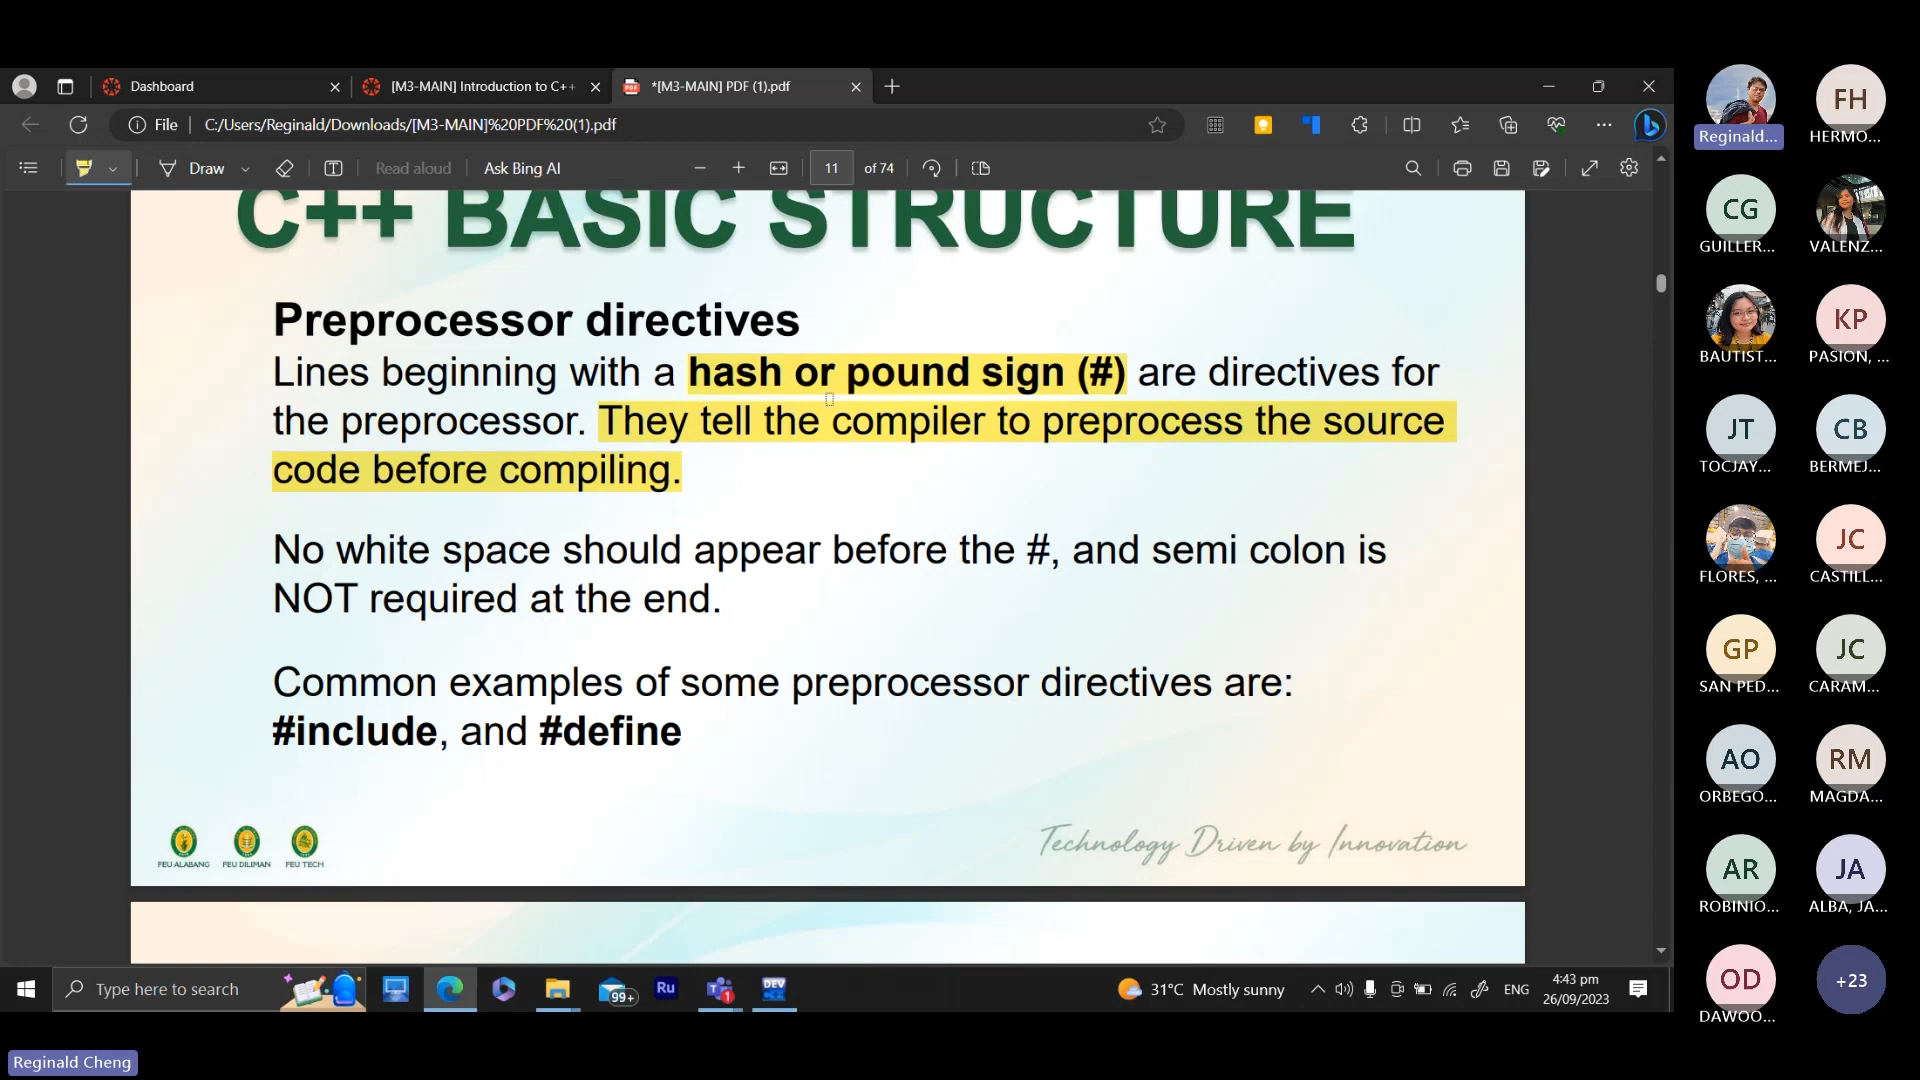 Dashboard
[M3-MAIN] Introduction to C++
*[M3-MAIN] PDF (1).pdf
File
C:/Users/Reginald/Downloads/[M3-MAIN]%20PDF%20(1).pdf
Draw
Read aloud
Ask Bing AI
11
of 74
C++ BASIC STRUCTURE
Preprocessor directives
Lines beginning with a hash or pound sign (#) are directives for
the preprocessor. They tell the compiler to preprocess the source
code before compiling.
No white space should appear before the #, and semi colon is
NOT required at the end.
Common examples of some preprocessor directives are:
#include, and #define
FEU ALABANG
FEU DILIMAN
FEU TECH
Technology Driven by Innovation
Type here to search
99+
Ru
1
DEV
31°C Mostly sunny
ENG
4:43 pm
26/09/2023
Reginald Cheng
Reginald...
FH
HERMO...
CG
GUILLER...
VALENZ...
BAUTIST...
KP
PASION, ...
JT
TOCJAY...
CB
BERMEJ...
FLORES, ...
JC
CASTILL...
GP
SAN PED...
JC
CARAM...
AO
ORBEGO...
RM
MAGDA...
AR
ROBINIO...
JA
ALBA, JA...
OD
DAWOO...
+23